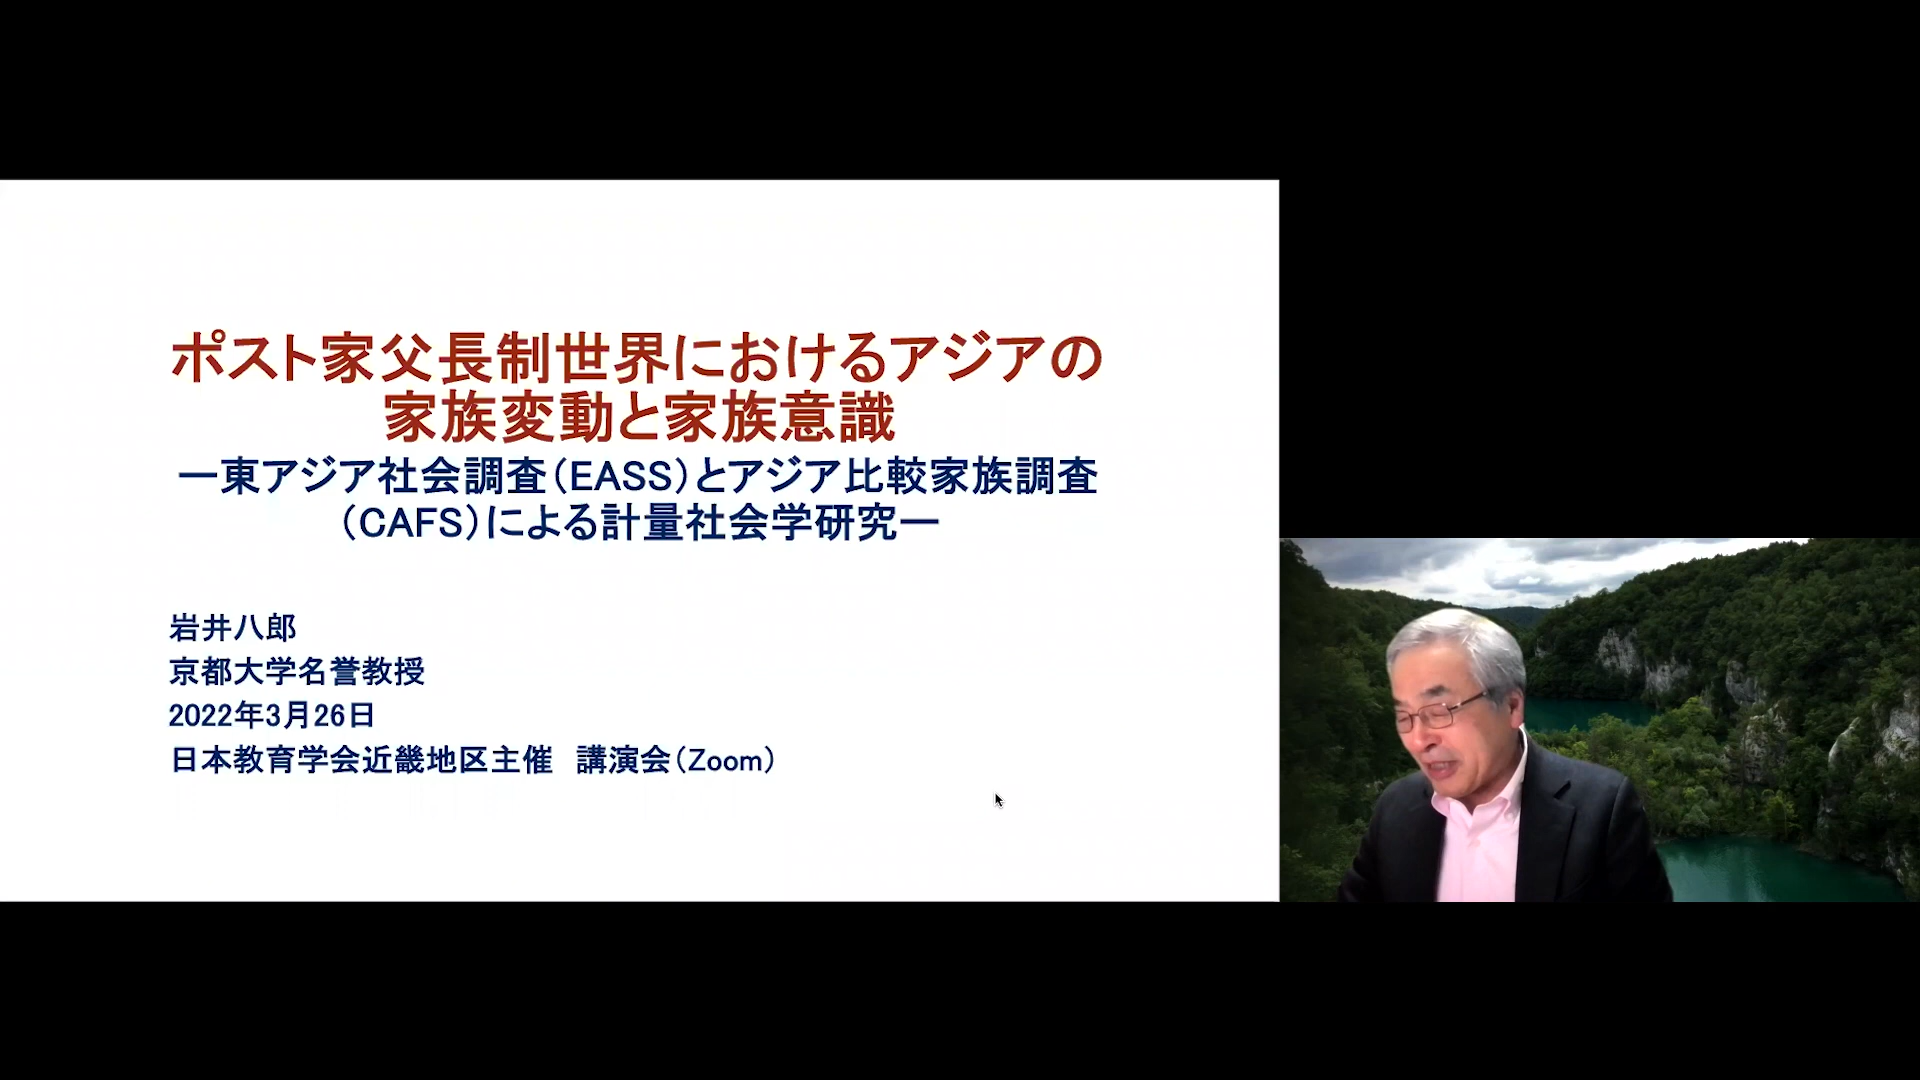 ポスト家父長制世界におけるアジアの
家族変動と家族意識
―東アジア社会調査（EASS）とアジア比較家族調査
（CAFS）による計量社会学研究―
岩井八郎
京都大学名誉教授
2022年3月26日
日本教育学会近畿地区主催　講演会（Zoom）